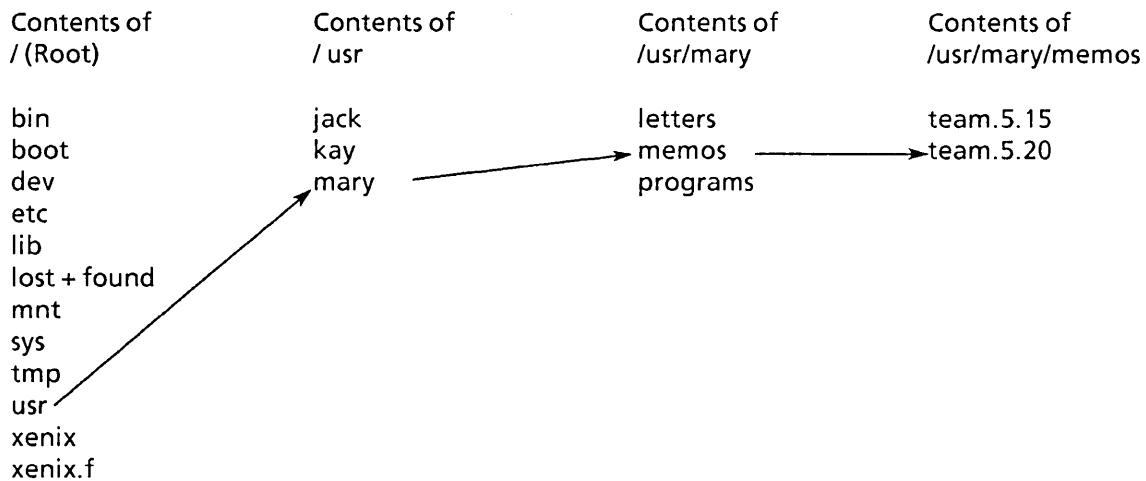 Contents of
/ (Root)
bin
boot
dev
etc
lib
lost + found
mnt
sys
tmp
usr
xenix
xenix.f
Contents of
/ usr
jack
kay
mary
Contents of
/usr/mary
letters
memos
programs
Contents of
/usr/mary/memos
team.5.15
team.5.20